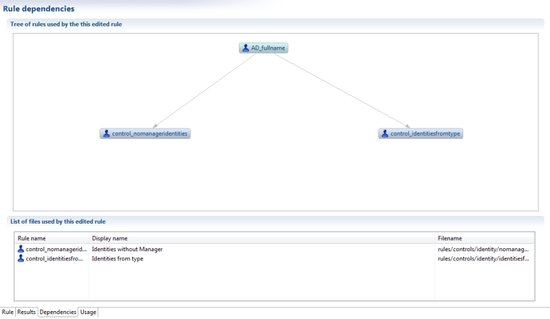 Rule dependencies
Tree of rules used by the this edited rule
AD_fullname
control_nomanageridentities
control_identitiesfromtype
List of files used by this edited rule
Rule name Display name Filename
control_nomanagerid... Identities without Manager rules/controls/identity/nomanag...
control_identitiesfro... Identities from type rules/controls/identity/identitiesf...
Rule Results Dependencies Usage